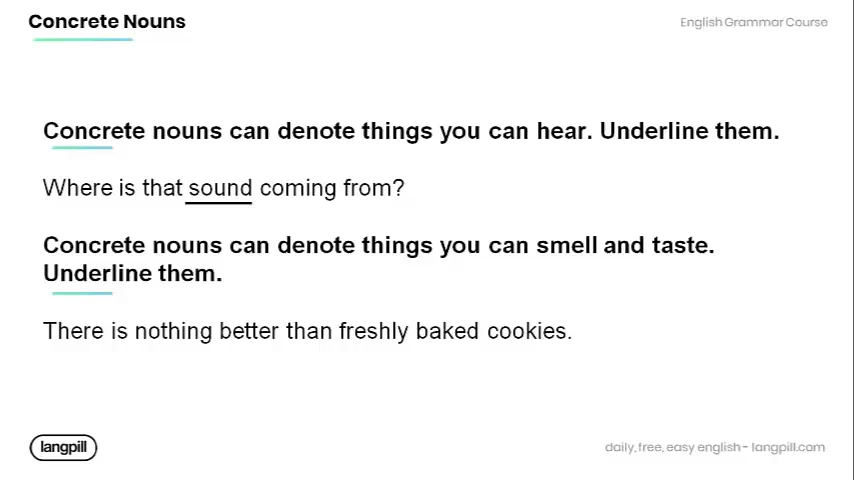 Concrete Nouns
English Grammar Course
Concrete nouns can denote things you can hear. Underline them.
Where is that sound coming from?
Concrete nouns can denote things you can smell and taste.
Underline them.
There is nothing better than freshly baked cookies.
langpill
daily, free, easy english - langpill.com